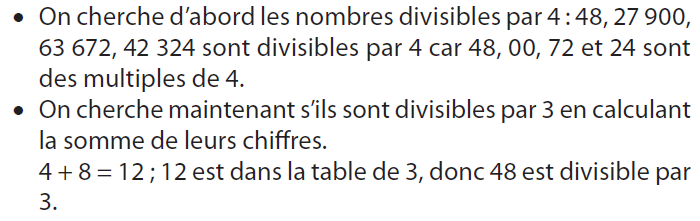 • On cherche d’abord les nombres divisibles par 4 : 48, 27 900,
63 672, 42 324 sont divisibles par 4 car 48, 00, 72 et 24 sont
des multiples de 4.
• On cherche maintenant s’ils sont divisibles par 3 en calculant
la somme de leurs chiffres.
4 + 8 = 12 ; 12 est dans la table de 3, donc 48 est divisible par
3.